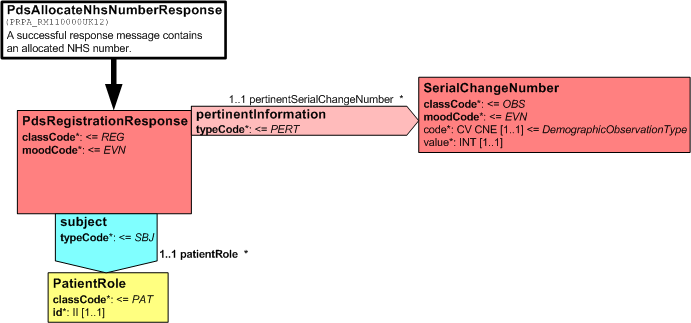 PdsAllocateNhsNumberResponse
(PRPA_RM110000UK12)
A successful response message contains
an allocated NHS number.
1..1 pertinentSerialChangeNumber *
PdsRegistrationResponse
classCode*: <= REG
moodCode*: <= EVN
pertinentInformation
typeCode*: <= PERT
SerialChangeNumber
classCode*: <= OBS
moodCode*: <= EVN
code*: CV CNE [1..1] <= DemographicObservationType
value*: INT [1..1]
subject
typeCode*: <= SBJ
1..1 patientRole *
PatientRole
classCode*: <= PAT
id*: II [1..1]